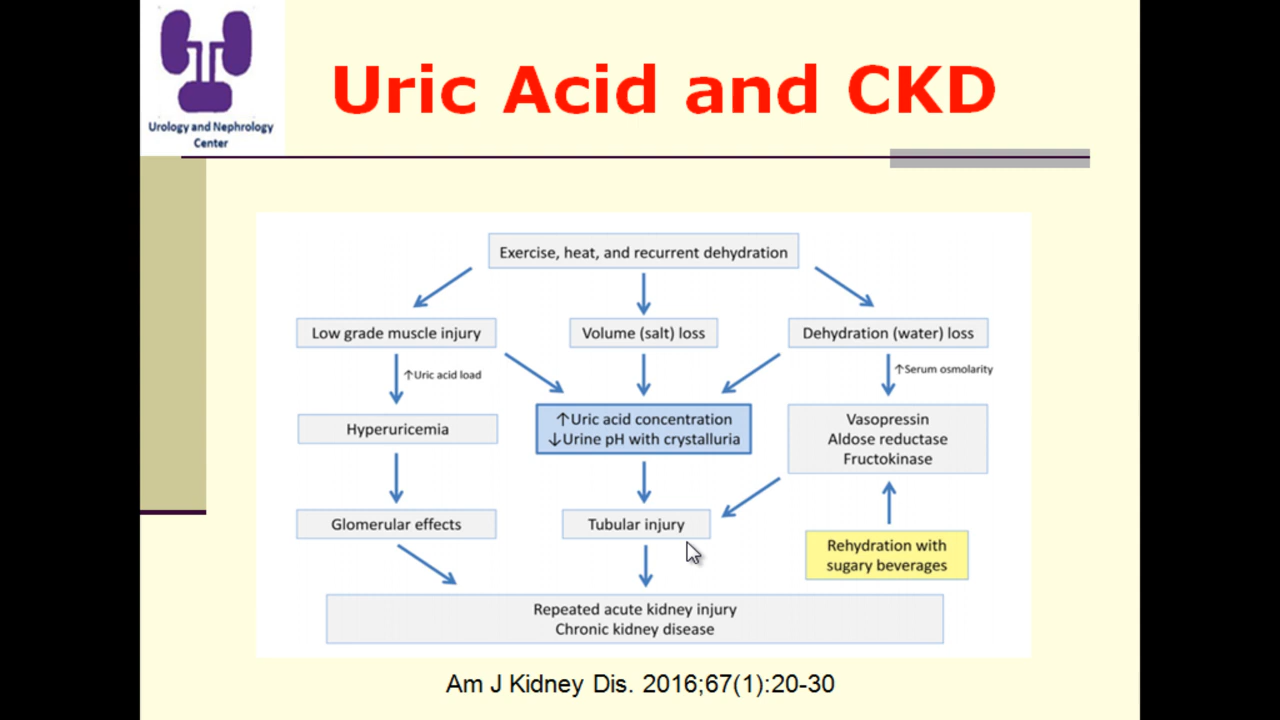 Urology and Nephrology
Center
Uric Acid and CKD
Exercise, heat, and recurrent dehydration
Low grade muscle injury
Volume (salt) loss
Dehydration (water) loss
↑Uric acid load
↑Serum osmolarity
Hyperuricemia
↑Uric acid concentration
↓Urine pH with crystalluria
Vasopressin
Aldose reductase
Fructokinase
Glomerular effects
Tubular injury
Rehydration with
sugary beverages
Repeated acute kidney injury
Chronic kidney disease
Am J Kidney Dis. 2016;67(1):20-30